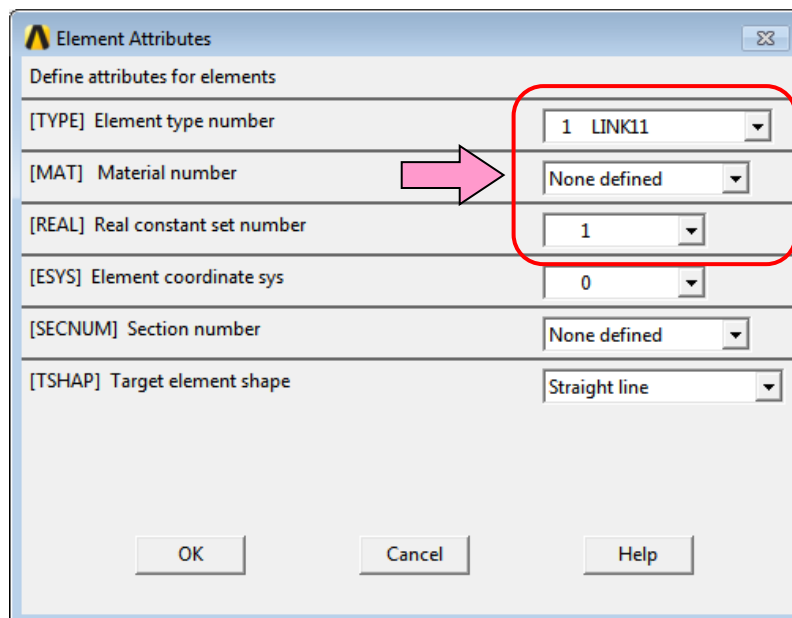 Element Attributes
Define attributes for elements
[TYPE] Element type number 1 LINK11
[MAT] Material number None defined
[REAL] Real constant set number 1
[ESYS] Element coordinate sys 0
[SECNUM] Section number None defined
[TSHAP] Target element shape Straight line
OK Cancel Help